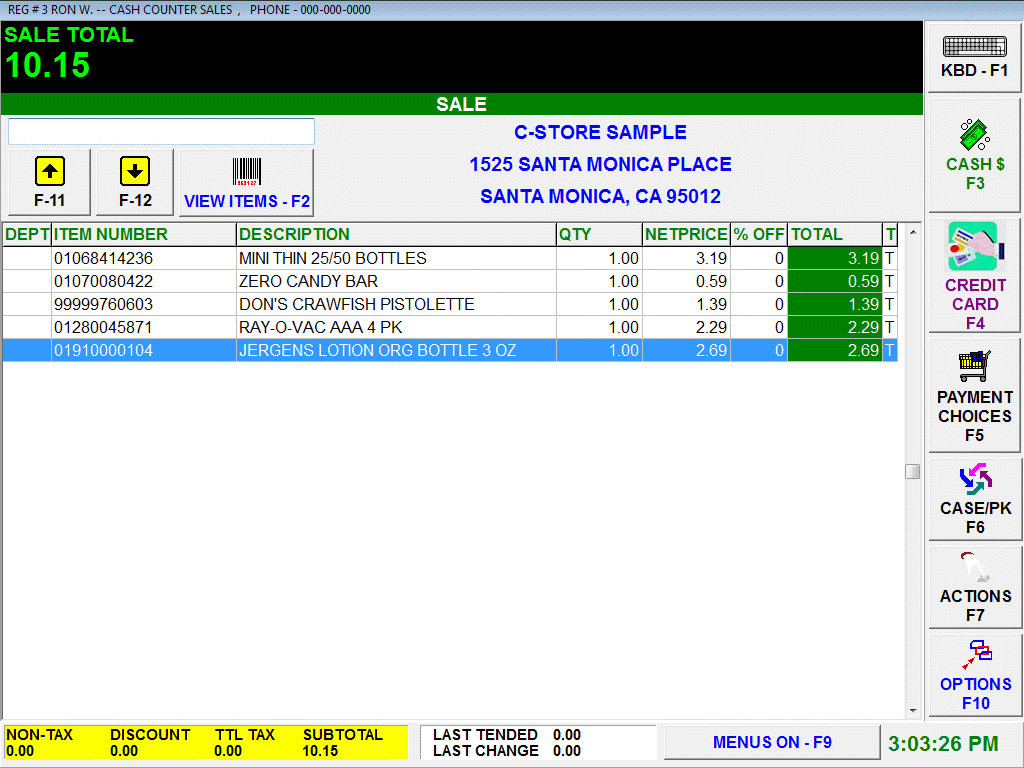 REG # 3 RON W. -- CASH COUNTER SALES , PHONE - 000-000-0000
SALE TOTAL
10.15
SALE
C-STORE SAMPLE
1525 SANTA MONICA PLACE
SANTA MONICA, CA 95012
F-11
F-12
VIEW ITEMS - F2
DEPT ITEM NUMBER DESCRIPTION QTY NETPRICE % OFF TOTAL T
01068414236 MINI THIN 25/50 BOTTLES 1.00 3.19 0 3.19 T
01070080422 ZERO CANDY BAR 1.00 0.59 0 0.59 T
99999760603 DON'S CRAWFISH PISTOLETTE 1.00 1.39 0 1.39 T
01280045871 RAY-O-VAC AAA 4 PK 1.00 2.29 0 2.29 T
01910000104 JERGENS LOTION ORG BOTTLE 3 OZ 1.00 2.69 0 2.69 T
KBD - F1
CASH $
F3
CREDIT
CARD
F4
PAYMENT
CHOICES
F5
CASE/PK
F6
ACTIONS
F7
OPTIONS
F10
NON-TAX DISCOUNT TTL TAX SUBTOTAL
0.00 0.00 0.00 10.15
LAST TENDED 0.00
LAST CHANGE 0.00
MENUS ON - F9
3:03:26 PM